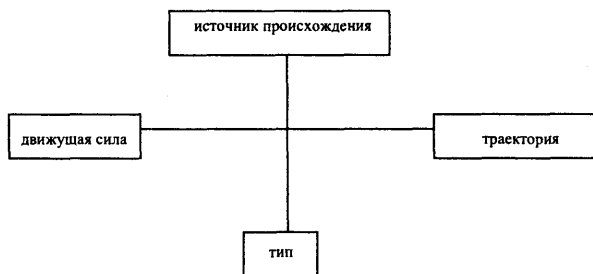 источник происхождения
движущая сила
траектория
тип